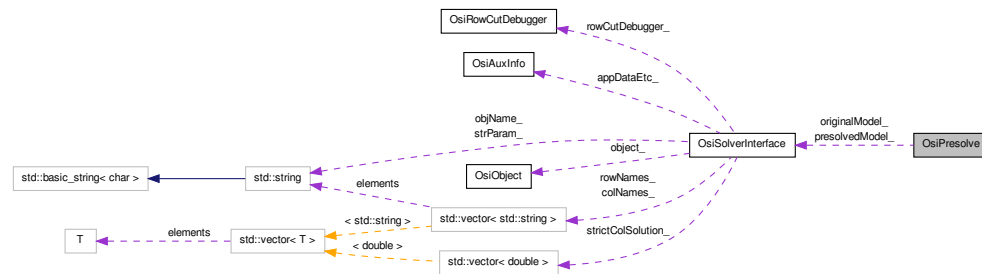 OsiRowCutDebugger
rowCutDebugger_
OsiAuxInfo
appDataEtc_
objName_
strParam_
originalModel_
presolvedModel_
OsiSolverInterface
OsiPresolve
object_
std::basic_string< char >
std::string
OsiObject
elements
rowNames_
colNames_
< std::string >
std::vector< std::string >
elements
strictColSolution_
T
std::vector< T >
< double >
std::vector< double >